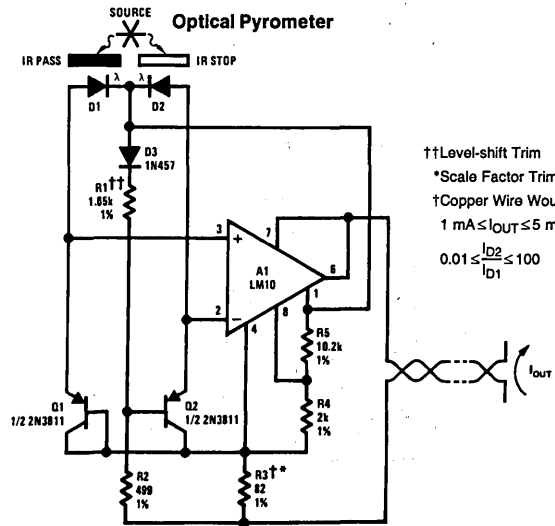 SOURCE
Optical Pyrometer
IR PASS
IR STOP
λ
λ
D1
D2
D3
1N457
R1††
1.65k
1%
††Level-shift Trim
*Scale Factor Trim
†Copper Wire Wou
1 mA ≤ IOUT ≤ 5 m
0.01 ≤ ID2/ID1 ≤ 100
3
+
7
A1
LM10
6
1
2
−
4
8
R5
10.2k
1%
IOUT
Q1
1/2 2N3811
Q2
1/2 2N3811
R4
2k
1%
R2
499
1%
R3†*
82
1%